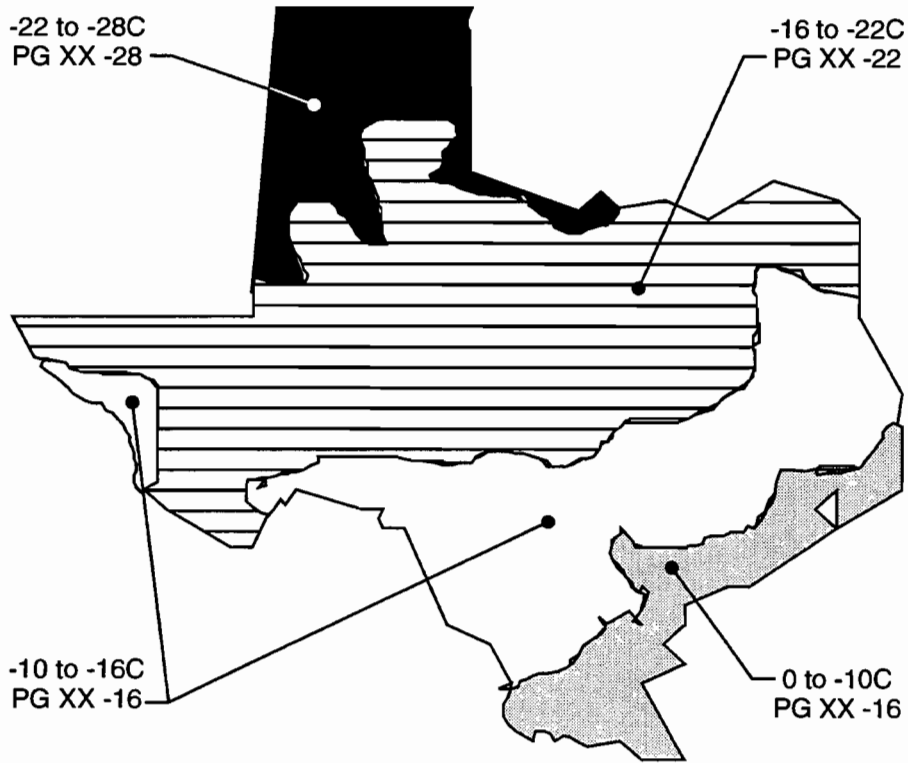 -22 to -28C
PG XX -28
-16 to -22C
PG XX -22
-10 to -16C
PG XX -16
0 to -10C
PG XX -16